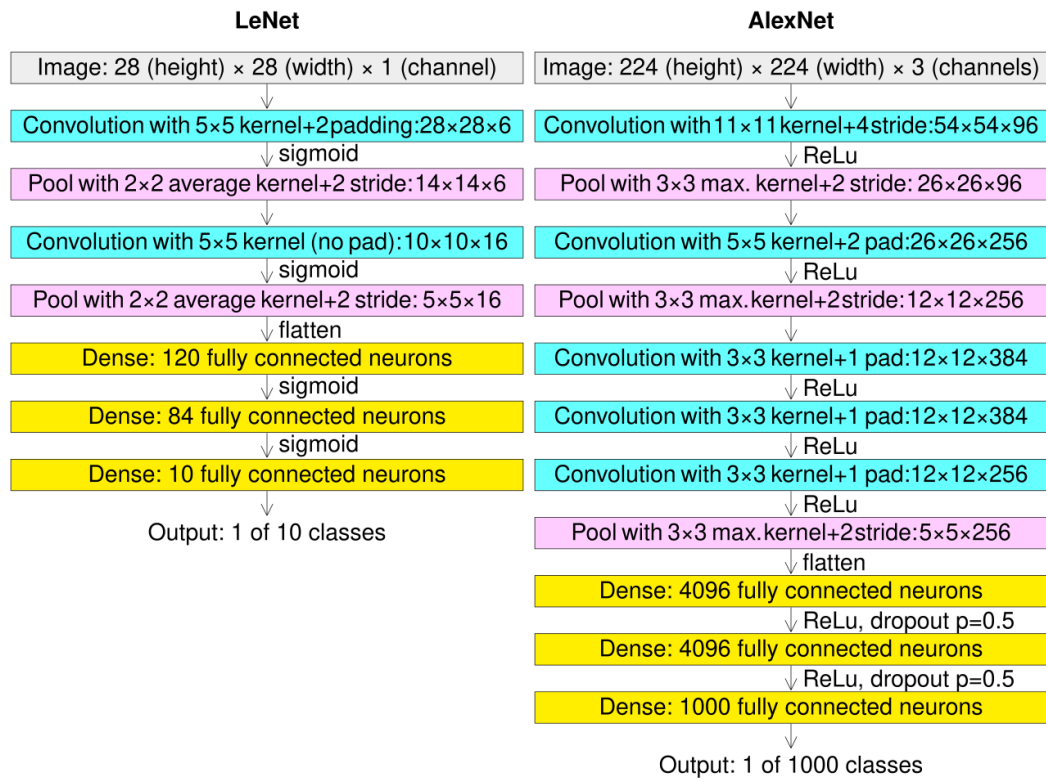 LeNet
Image: 28 (height) × 28 (width) × 1 (channel)
Convolution with 5×5 kernel+2padding:28×28×6
sigmoid
Pool with 2×2 average kernel+2 stride:14×14×6
Convolution with 5×5 kernel (no pad):10×10×16
sigmoid
Pool with 2×2 average kernel+2 stride: 5×5×16
flatten
Dense: 120 fully connected neurons
sigmoid
Dense: 84 fully connected neurons
sigmoid
Dense: 10 fully connected neurons
Output: 1 of 10 classes
AlexNet
Image: 224 (height) × 224 (width) × 3 (channels)
Convolution with 11×11 kernel+4 stride:54×54×96
ReLu
Pool with 3×3 max. kernel+2 stride: 26×26×96
Convolution with 5×5 kernel+2 pad:26×26×256
ReLu
Pool with 3×3 max.kernel+2stride:12×12×256
Convolution with 3×3 kernel+1 pad:12×12×384
ReLu
Convolution with 3×3 kernel+1 pad:12×12×384
ReLu
Convolution with 3×3 kernel+1 pad:12×12×256
ReLu
Pool with 3×3 max.kernel+2stride:5×5×256
flatten
Dense: 4096 fully connected neurons
ReLu, dropout p=0.5
Dense: 4096 fully connected neurons
ReLu, dropout p=0.5
Dense: 1000 fully connected neurons
Output: 1 of 1000 classes